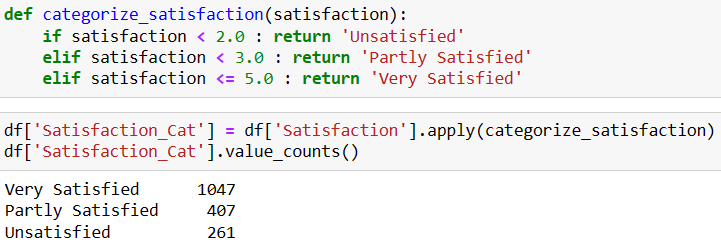 def categorize_satisfaction(satisfaction):
    if satisfaction < 2.0 : return 'Unsatisfied'
    elif satisfaction < 3.0 : return 'Partly Satisfied'
    elif satisfaction <= 5.0 : return 'Very Satisfied'
df['Satisfaction_Cat'] = df['Satisfaction'].apply(categorize_satisfaction)
df['Satisfaction_Cat'].value_counts()
Very Satisfied      1047
Partly Satisfied     407
Unsatisfied          261